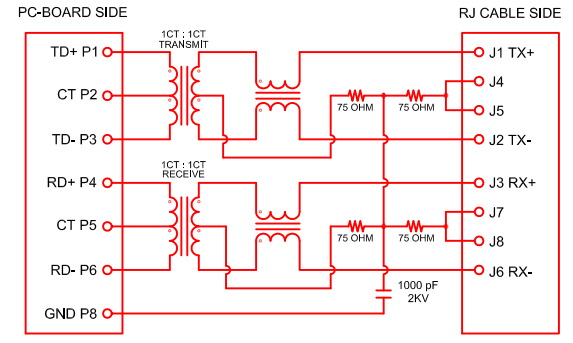 PC-BOARD SIDE
RJ CABLE SIDE
1CT : 1CT
TRANSMIT
TD+ P1
J1 TX+
J4
CT P2
75 OHM
75 OHM
J5
TD- P3
J2 TX-
1CT : 1CT
RECEIVE
RD+ P4
J3 RX+
J7
CT P5
75 OHM
75 OHM
J8
RD- P6
J6 RX-
1000 pF
2KV
GND P8